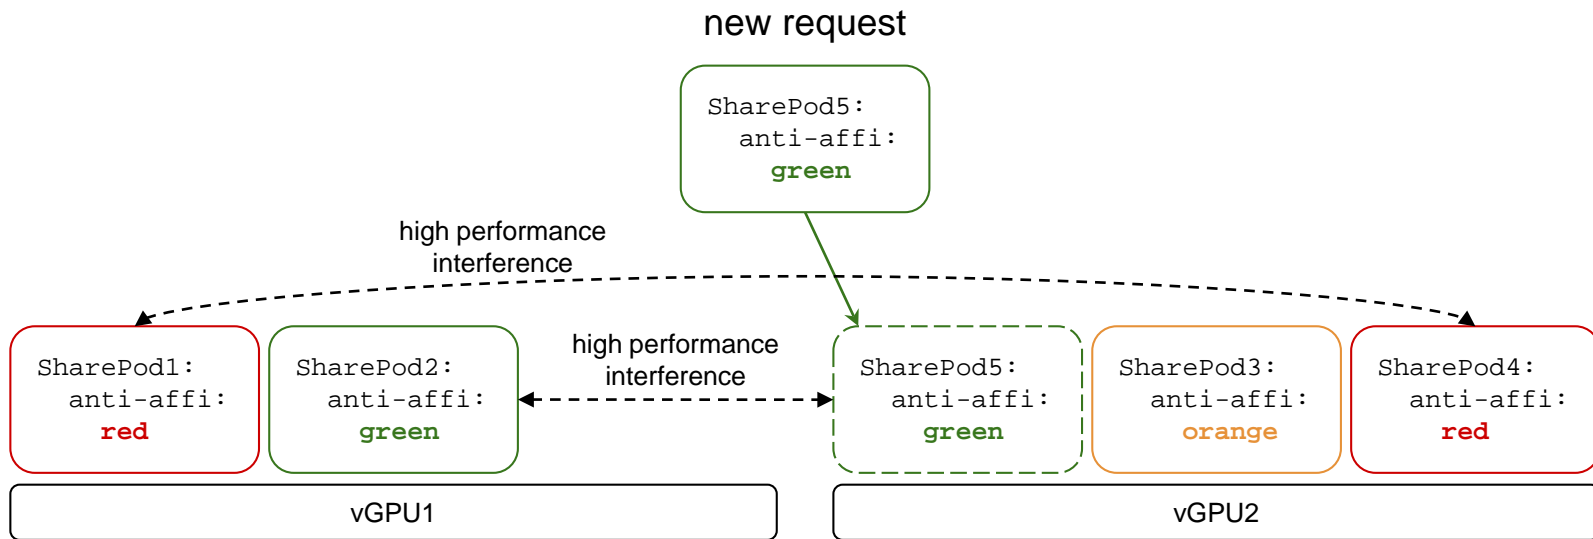 new request
SharePod5:
anti-affi:
green
high performance
interference
SharePod1:
anti-affi:
red
SharePod2:
anti-affi:
green
high performance
interference
SharePod5:
anti-affi:
green
SharePod3:
anti-affi:
orange
SharePod4:
anti-affi:
red
vGPU1
vGPU2